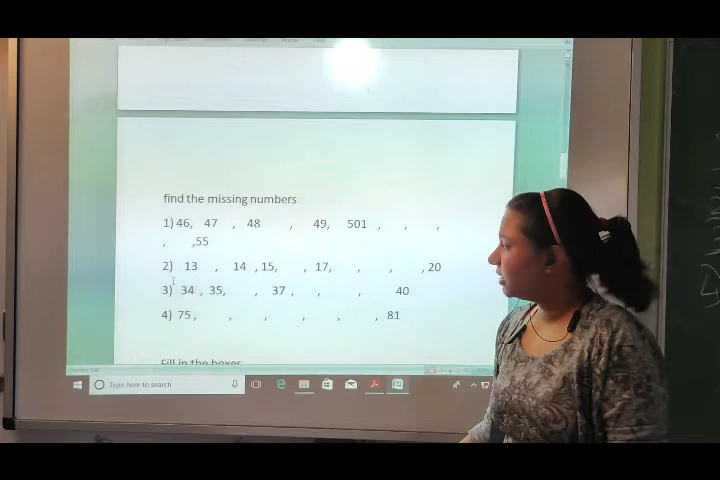 find the missing numbers
1) 46, 47 , 48 , 49, 501 , , ,
, ,55
2) 13 , 14 , 15, , 17, , , , 20
3) 34 , 35, , 37 , , , 40
4) 75 , , , , , , 81
Fill in the boxes
Type here to search